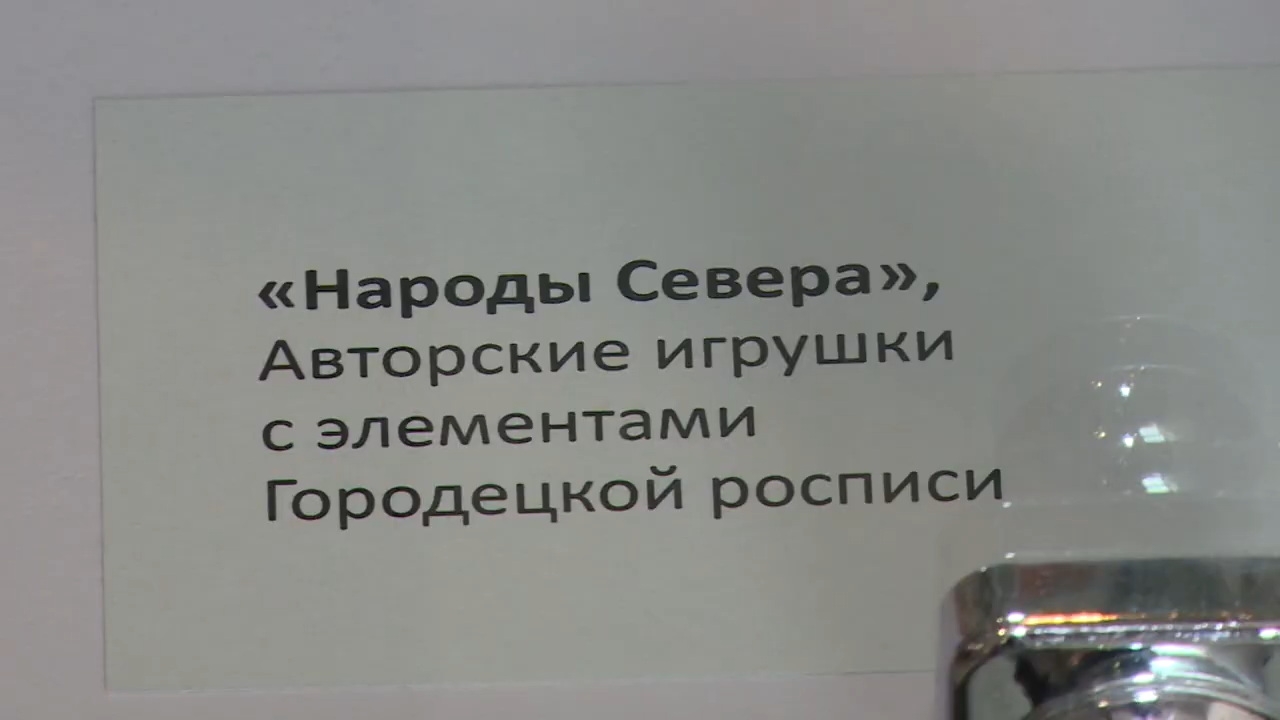 «Народы Севера»,
Авторские игрушки
с элементами
Городецкой росписи